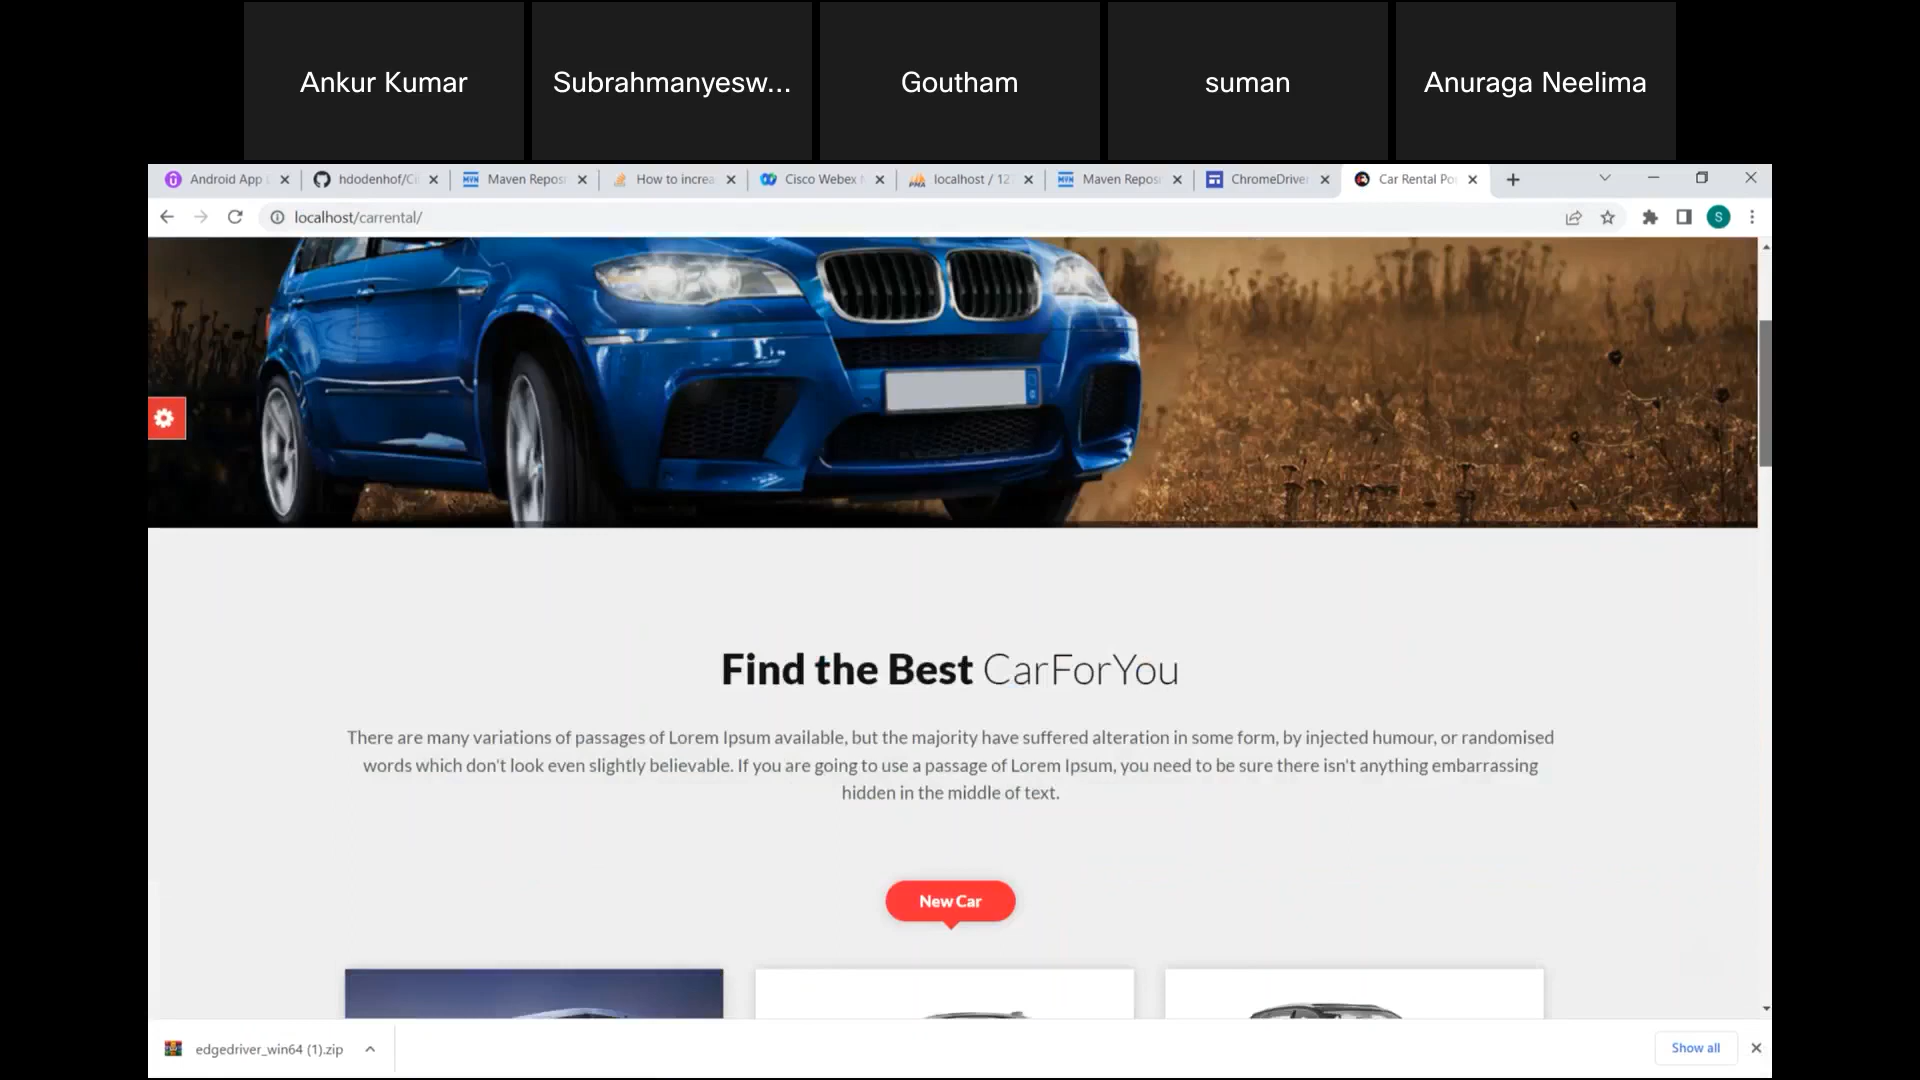 Ankur Kumar
Subrahmanyesw...
Goutham
suman
Anuraga Neelima
Android App
hdodenhof/Ci
Maven Repos
How to increa
Cisco Webex
localhost / 12
Maven Repos
ChromeDriver
Car Rental Po
localhost/carrental/
S
Find the Best CarForYou
There are many variations of passages of Lorem Ipsum available, but the majority have suffered alteration in some form, by injected humour, or randomised
words which don't look even slightly believable. If you are going to use a passage of Lorem Ipsum, you need to be sure there isn't anything embarrassing
hidden in the middle of text.
New Car
edgedriver_win64 (1).zip
Show all